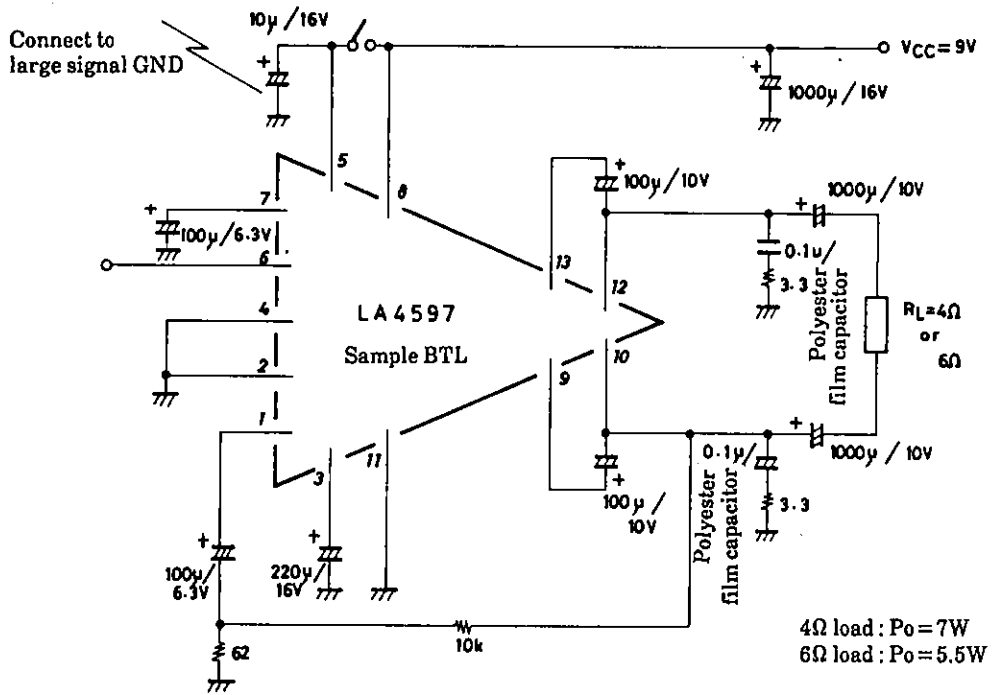 10μ/16V
Connect to
large signal GND
+
VCC=9V
+
1000μ/16V
5
8
7
+
100μ/6.3V
6
+
100μ/10V
1000μ/10V
+
13
12
0.1u/
3.3
Polyester
film capacitor
4
LA4597
Sample BTL
RL=4Ω
or
6Ω
2
10
9
1
11
3
+
1000μ/10V
0.1μ/
3.3
Polyester
film capacitor
+
100μ/
10V
+
100μ/
6.3V
+
220μ/
16V
10k
62
4Ω load : Po=7W
6Ω load : Po=5.5W